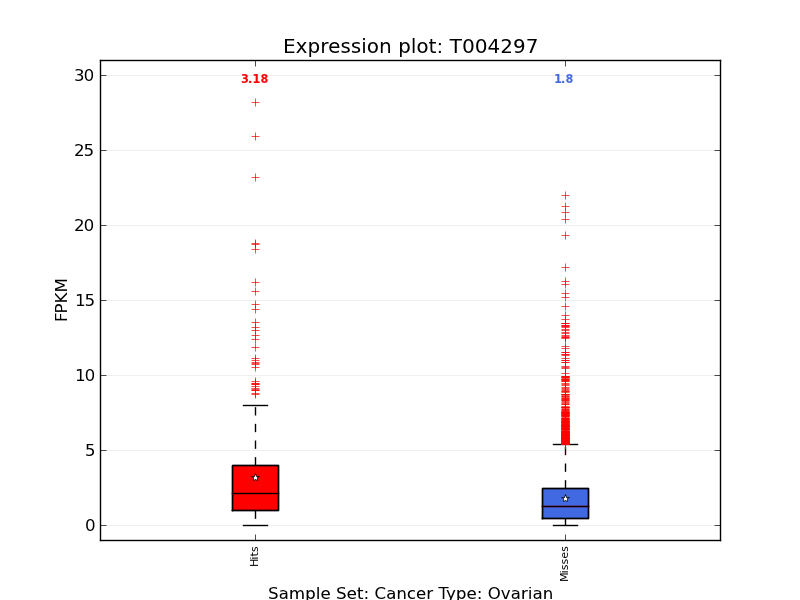 Expression plot: T004297
3.18
1.8
30
25
20
15
10
5
0
FPKM
Hits
Misses
Sample Set: Cancer Type: Ovarian